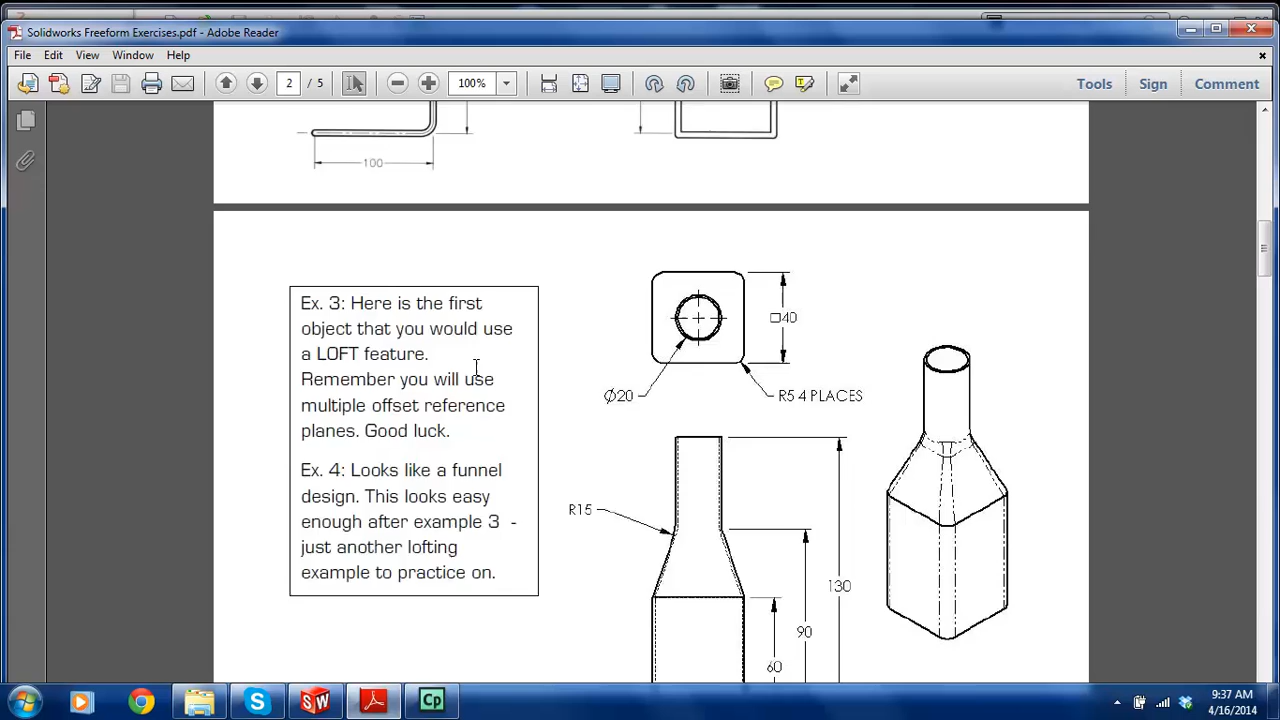 Solidworks Freeform Exercises.pdf - Adobe Reader
File Edit View Window Help
2 / 5 100% Tools Sign Comment
100
Ex. 3: Here is the first
object that you would use
a LOFT feature.
Remember you will use
multiple offset reference
planes. Good luck.
Ex. 4: Looks like a funnel
design. This looks easy
enough after example 3 -
just another lofting
example to practice on.
□40
Ø20
R5 4 PLACES
R15
130
90
60
SW
Cp
9:37 AM
4/16/2014